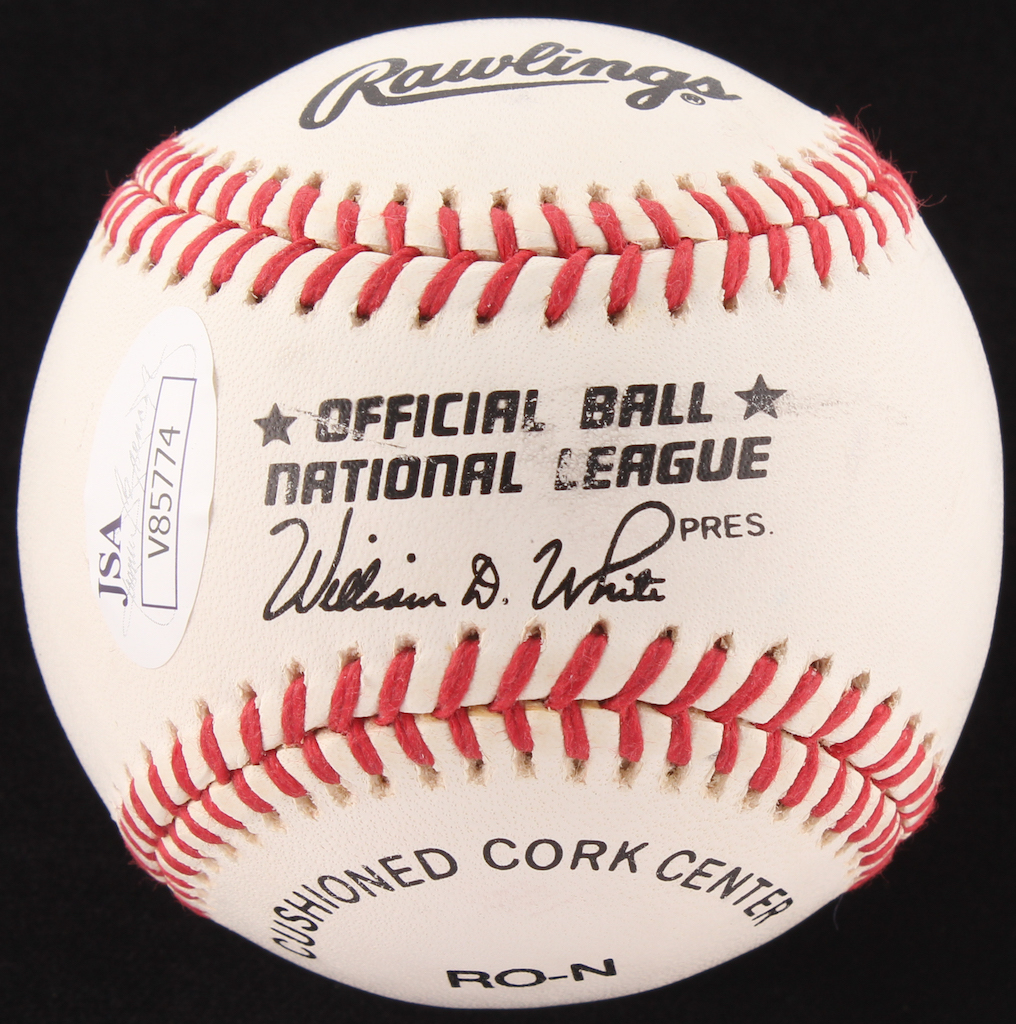 Rawlings®
★ OFFICIAL BALL ★
NATIONAL LEAGUE
PRES.
William D. White
JSA
V85774
CUSHIONED CORK CENTER
RO-N